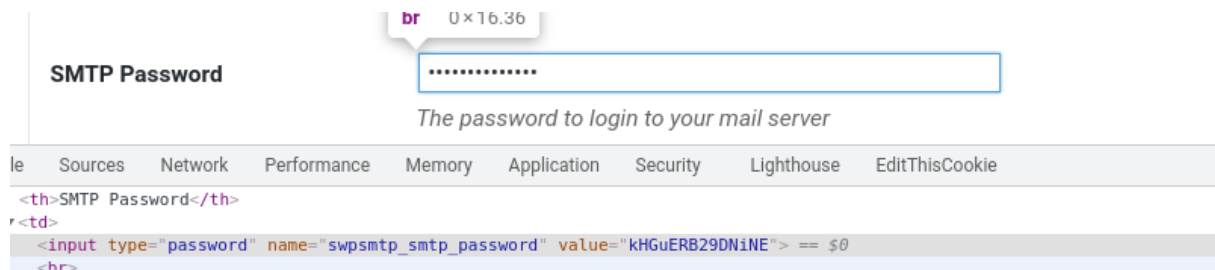 br 0×16.36
SMTP Password ••••••••••••••
The password to login to your mail server
le Sources Network Performance Memory Application Security Lighthouse EditThisCookie
<th>SMTP Password</th>
▾<td>
<input type="password" name="swpsmtp_smtp_password" value="kHGuERB29DNiNE"> == $0
<br>